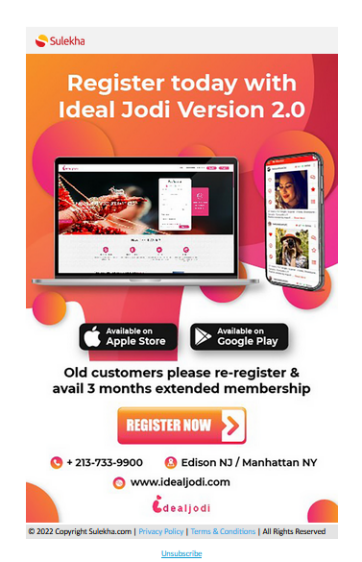 Sulekha
Register today with
Ideal Jodi Version 2.0
Available on
Apple Store
Available on
Google Play
Old customers please re-register &
avail 3 months extended membership
REGISTER NOW
+ 213-733-9900
Edison NJ / Manhattan NY
www.idealjodi.com
idealjodi
© 2022 Copyright Sulekha.com | Privacy Policy | Terms & Conditions | All Rights Reserved
Unsubscribe